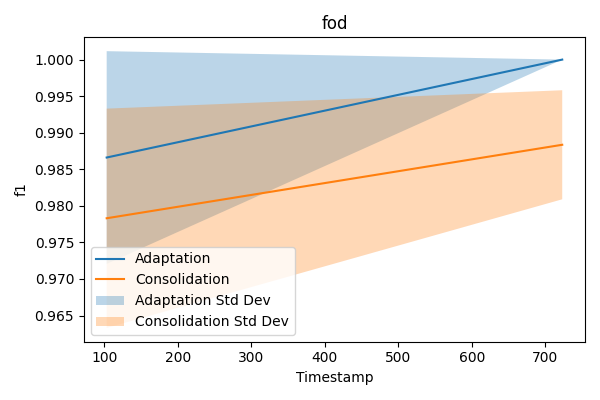 fod
f1
1.000
0.995
0.990
0.985
0.980
0.975
0.970
0.965
Adaptation
Consolidation
Adaptation Std Dev
Consolidation Std Dev
100 200 300 400 500 600 700
Timestamp